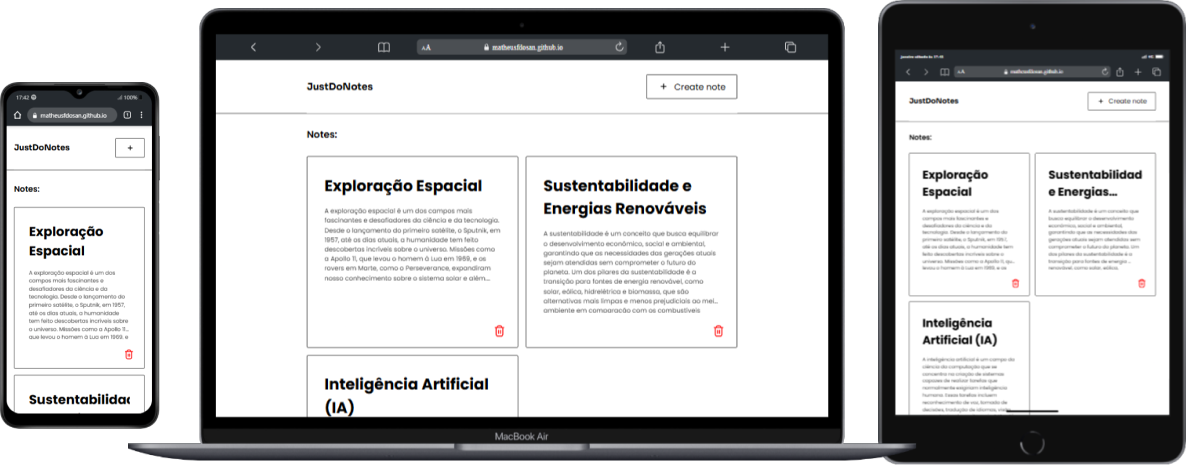 17:42
100%
matheusfdosan.github.io
JustDoNotes
+
Notes:
Exploração
Espacial
A exploração espacial é um dos
campos mais fascinantes e
desafiadores da ciência e da
tecnologia. Desde o lançamento do
primeiro satélite, o Sputnik, em 1957,
até os dias atuais, a humanidade
tem feito descobertas incríveis sobre
o universo. Missões como a Apollo 11...
que levou o homem à Lua em 1969, e
Sustentabilidad
AA
matheusfdosan.github.io
JustDoNotes
+ Create note
Notes:
Exploração Espacial
A exploração espacial é um dos campos mais
fascinantes e desafiadores da ciência e da tecnologia.
Desde o lançamento do primeiro satélite, o Sputnik, em
1957, até os dias atuais, a humanidade tem feito
descobertas incríveis sobre o universo. Missões como
a Apollo 11, que levou o homem à Lua em 1969, e os
rovers em Marte, como o Perseverance, expandiram
nosso conhecimento sobre o sistema solar e além....
Sustentabilidade e
Energias Renováveis
A sustentabilidade é um conceito que busca equilibrar
o desenvolvimento econômico, social e ambiental,
garantindo que as necessidades das gerações atuais
sejam atendidas sem comprometer o futuro do
planeta. Um dos pilares da sustentabilidade é a
transição para fontes de energia renovável, como
solar, eólica, hidrelétrica e biomassa, que são
alternativas mais limpas e menos prejudiciais ao mei...
ambiente em comparação com os combustíveis
Inteligência Artificial
(IA)
MacBook Air
AA
matheusfdosan.github.io
JustDoNotes
+ Create note
Notes:
Exploração
Espacial
A exploração espacial é um dos
campos mais fascinantes e
desafiadores da ciência e da
tecnologia. Desde o lançamento do
primeiro satélite, o Sputnik, em 1957,
até os dias atuais, a humanidade tem
feito descobertas incríveis sobre o
universo. Missões como a Apollo 11, qu...
levou o homem à Lua em 1969, e os
Sustentabilidad
e Energias...
A sustentabilidade é um conceito que
busca equilibrar o desenvolvimento
econômico, social e ambiental,
garantindo que as necessidades das
gerações atuais sejam atendidas sem
comprometer o futuro do planeta. Um
dos pilares da sustentabilidade é a
transição para fontes de energia ...
renovável, como solar, eólica,
Inteligência
Artificial (IA)
A inteligência artificial é um campo da
ciência da computação que se
concentra na criação de sistemas
capazes de realizar tarefas que
normalmente exigiriam inteligência
humana. Essas tarefas incluem
reconhecimento de voz, tomada de
decisões, tradução de idiomas, visão